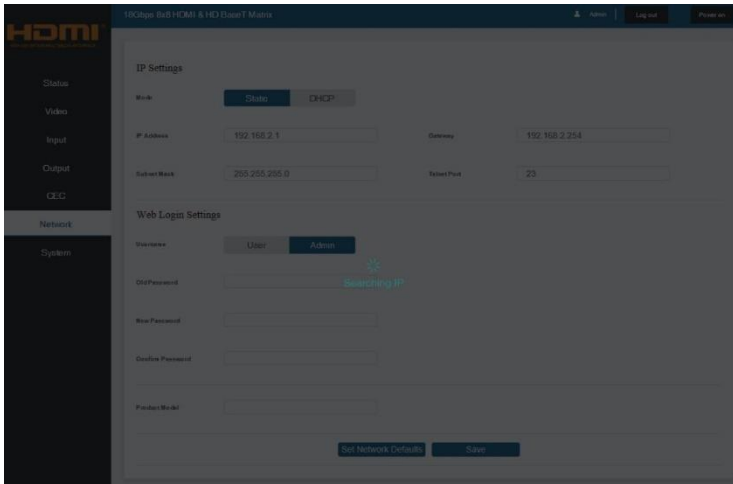 18Gbps 8x8 HDMI & HDBaseT Matrix
Admin
Log out
Power on
HDMI
Status
Video
Input
Output
CEC
Network
System
IP Settings
Mode
Static DHCP
IP Address 192.168.2.1
Gateway 192.168.2.254
Subnet Mask 255.255.255.0
Telnet Port 23
Web Login Settings
Username
User Admin
Searching IP
Old Password
New Password
Confirm Password
Product Model
Set Network Defaults
Save